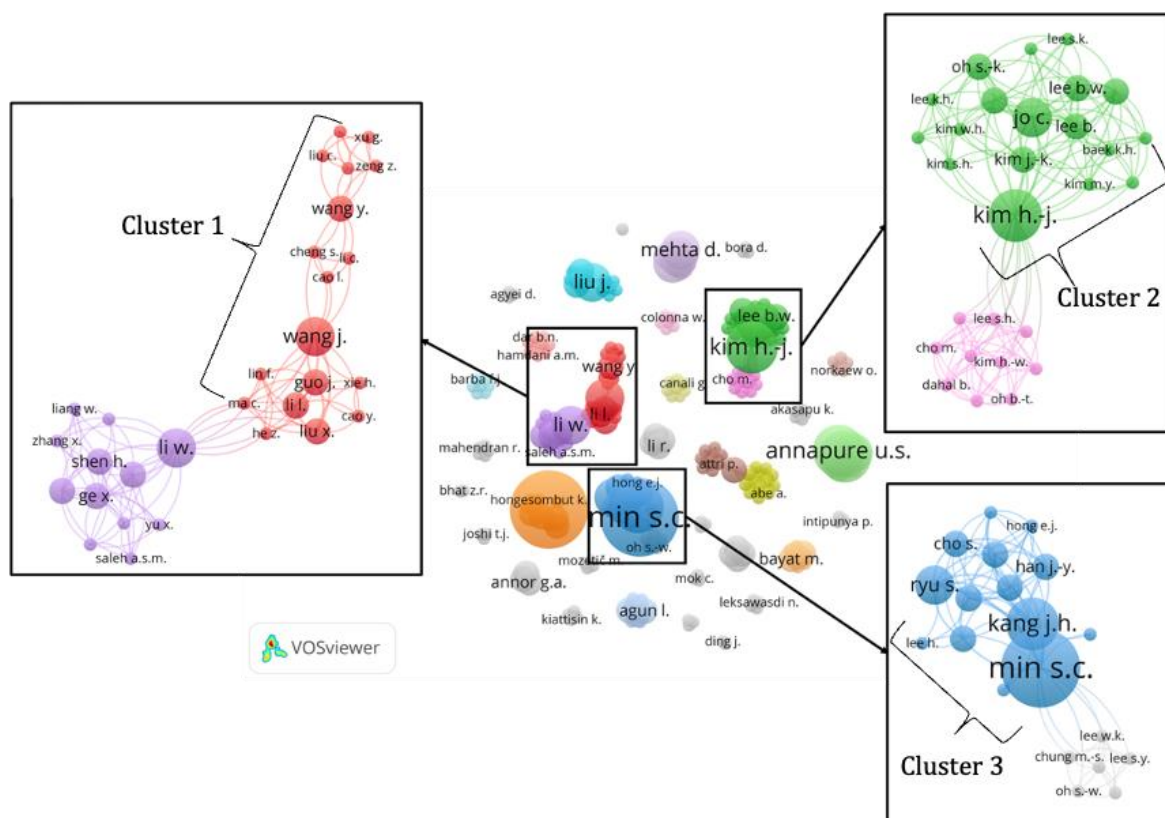 xu g.
liu c.
zeng z.
wang y.
Cluster 1
cheng s.
li c.
cao l.
wang j.
lin f.
guo j.
xie h.
ma c.
li l.
cao y.
he z.
liu x.
liang w.
li w.
zhang x.
shen h.
ge x.
yu x.
saleh a.s.m.
mehta d.
bora d.
liu j.
agyei d.
colonna w.
lee b.w.
kim h.-j.
dar b.n.
hamdani a.m.
wang y
barba f.j.
canali g.
cho m.
norkaew o.
akasapu k.
li l.
li w.
saleh a.s.m.
li r.
mahendran r.
annapure u.s.
attri p.
abe a.
bhat z.r.
hongesombut k.
hong e.j.
min s.c.
oh s.-w.
intipunya p.
joshi t.j.
mozetič m.
bayat m.
annor g.a.
mok c.
leksawasdi n.
kiattisin k.
agun l.
ding j.
VOSviewer
lee s.k.
oh s.-k.
lee b.w.
lee k.h.
jo c.
kim w.h.
lee b.
baek k.h.
kim s.h.
kim j.-k.
kim m.y.
kim h.-j.
Cluster 2
lee s.h.
cho m.
kim h.-w.
dahal b.
oh b.-t.
hong e.j.
cho s.
han j.-y.
ryu s.
kang j.h.
lee h.
min s.c.
Cluster 3
lee w.k.
chung m.-s.
lee s.y.
oh s.-w.